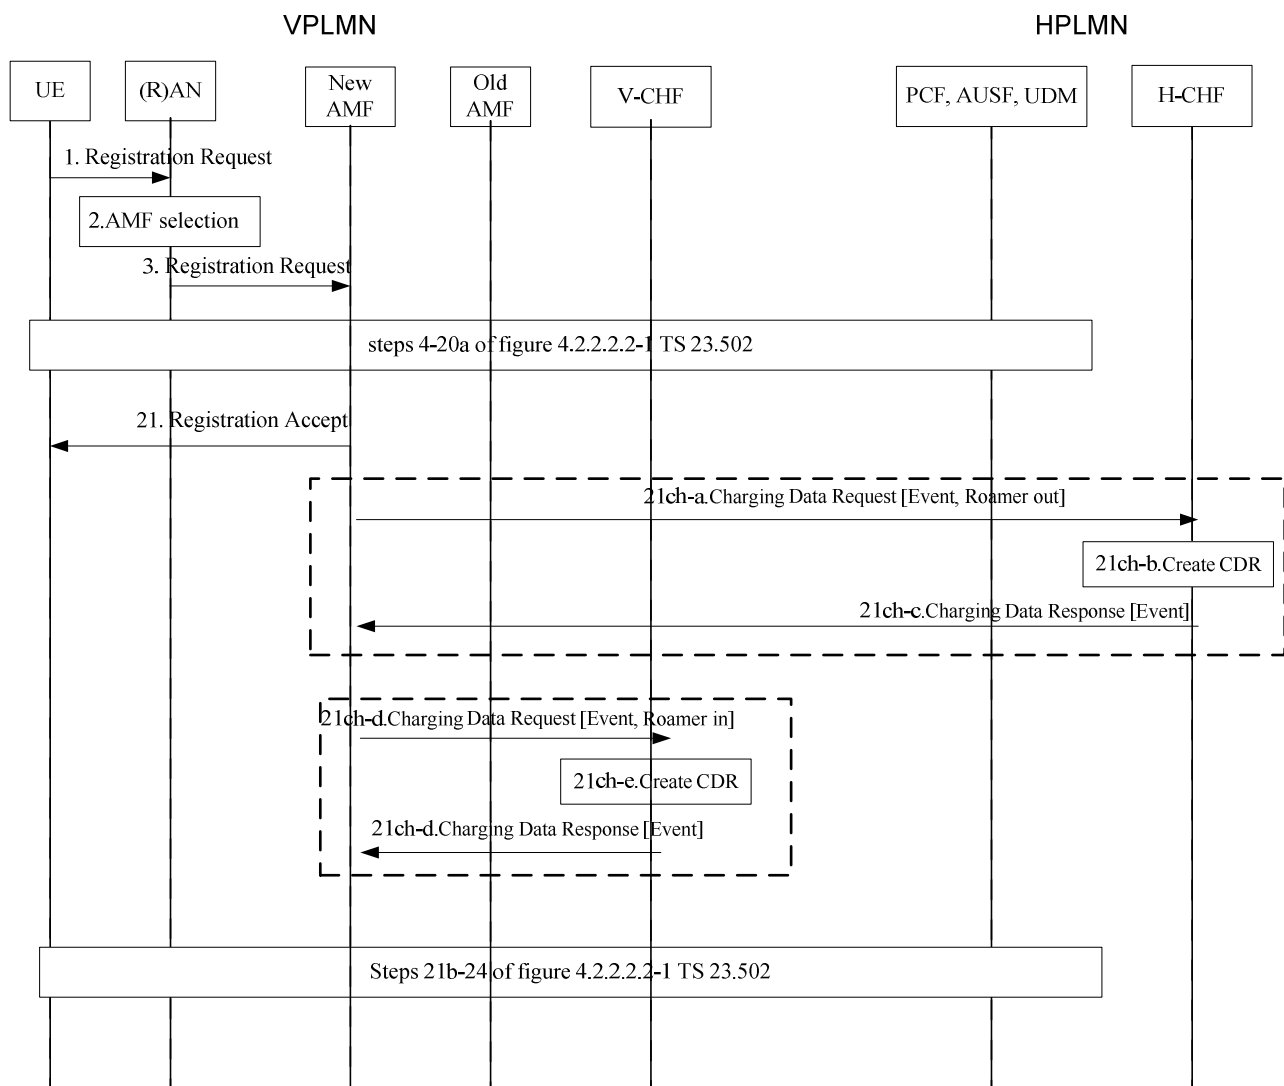 VPLMN
HPLMN
UE
(R)AN
New
AMF
Old
AMF
V-CHF
PCF, AUSF, UDM
H-CHF
1. Registration Request
2.AMF selection
3. Registration Request
steps 4-20a of figure 4.2.2.2.2-1 TS 23.502
21. Registration Accept
21ch-a.Charging Data Request [Event, Roamer out]
21ch-b.Create CDR
21ch-c.Charging Data Response [Event]
21ch-d.Charging Data Request [Event, Roamer in]
21ch-e.Create CDR
21ch-d.Charging Data Response [Event]
Steps 21b-24 of figure 4.2.2.2.2-1 TS 23.502